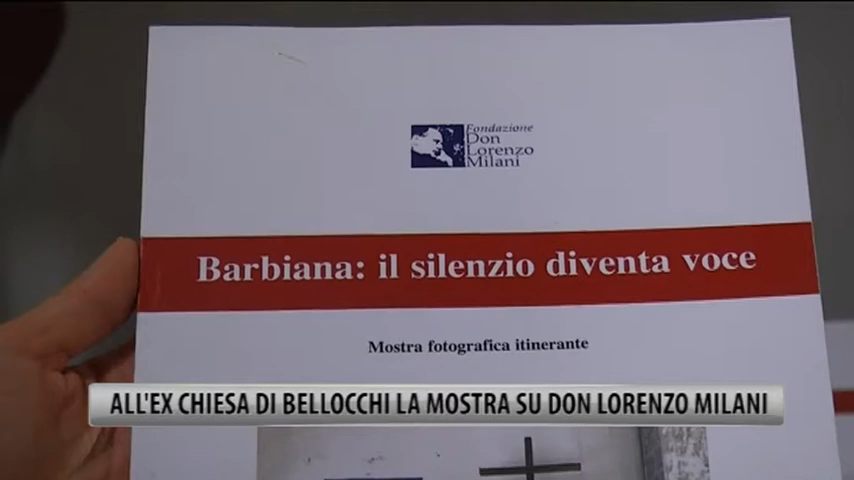 Fondazione
Don
Lorenzo
Milani
Barbiana: il silenzio diventa voce
Mostra fotografica itinerante
ALL'EX CHIESA DI BELLOCCHI LA MOSTRA SU DON LORENZO MILANI